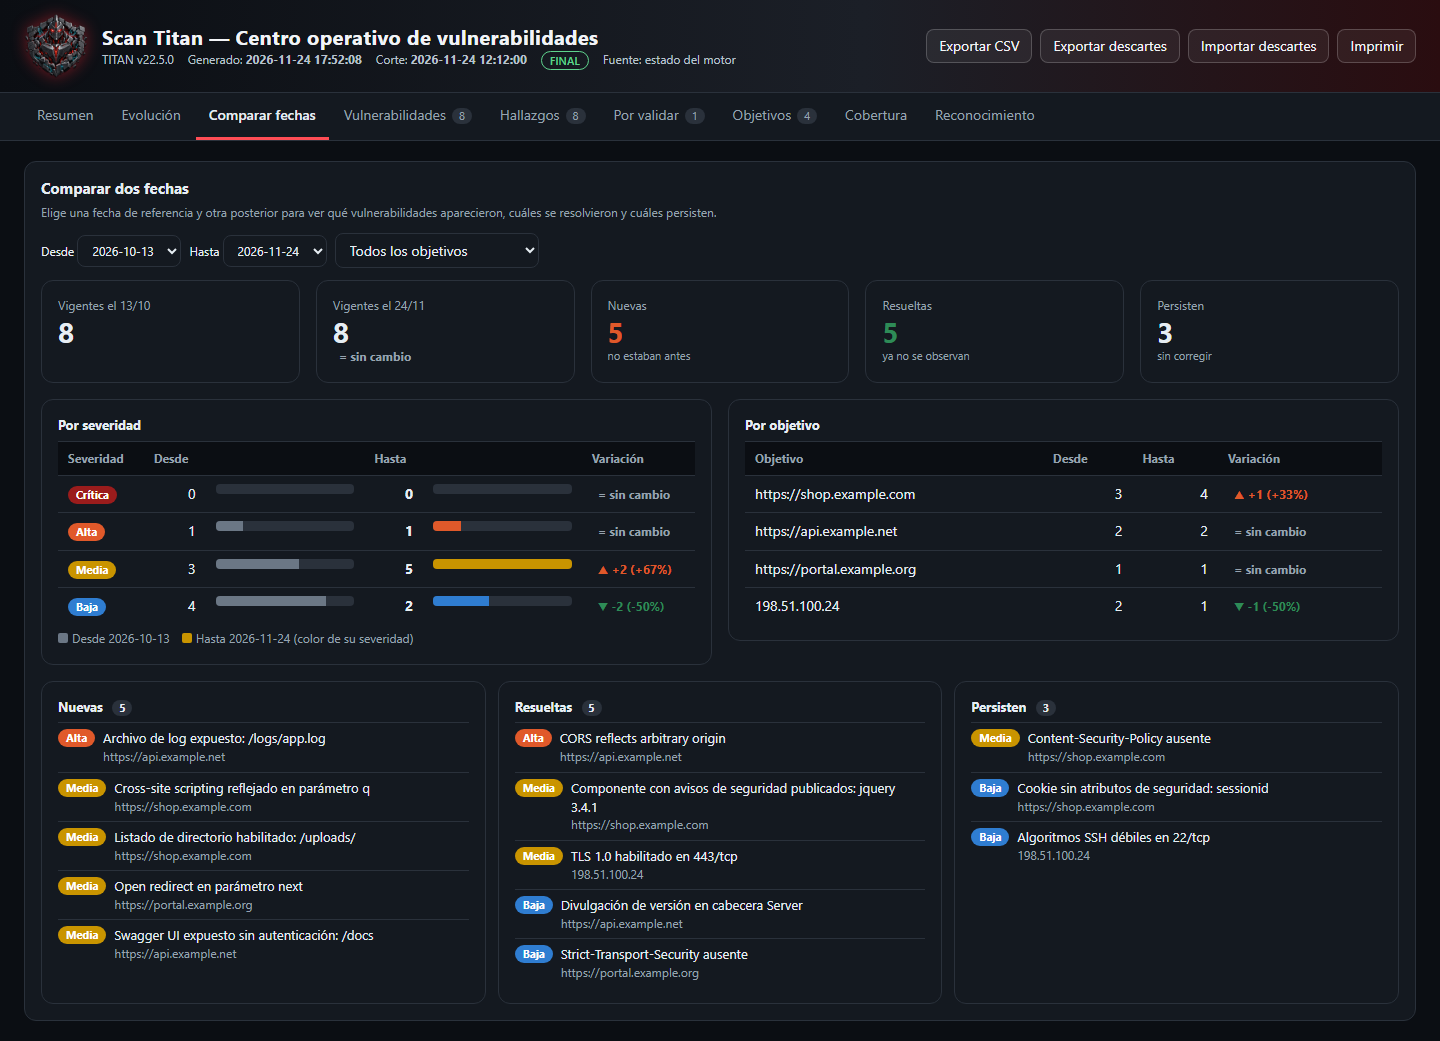 Scan Titan — Centro operativo de vulnerabilidades
TITAN v22.5.0 Generado: 2026-11-24 17:52:08 Corte: 2026-11-24 12:12:00 FINAL Fuente: estado del motor
Exportar CSV Exportar descartes Importar descartes Imprimir
Resumen Evolución Comparar fechas Vulnerabilidades 8 Hallazgos 8 Por validar 1 Objetivos 4 Cobertura Reconocimiento
Comparar dos fechas
Elige una fecha de referencia y otra posterior para ver qué vulnerabilidades aparecieron, cuáles se resolvieron y cuáles persisten.
Desde 2026-10-13 Hasta 2026-11-24 Todos los objetivos
Vigentes el 13/10
8
Vigentes el 24/11
8
= sin cambio
Nuevas
5
no estaban antes
Resueltas
5
ya no se observan
Persisten
3
sin corregir
Por severidad
Severidad Desde Hasta Variación
Crítica 0 0 = sin cambio
Alta 1 1 = sin cambio
Media 3 5 ▲ +2 (+67%)
Baja 4 2 ▼ -2 (-50%)
Desde 2026-10-13 Hasta 2026-11-24 (color de su severidad)
Por objetivo
Objetivo Desde Hasta Variación
https://shop.example.com 3 4 ▲ +1 (+33%)
https://api.example.net 2 2 = sin cambio
https://portal.example.org 1 1 = sin cambio
198.51.100.24 2 1 ▼ -1 (-50%)
Nuevas 5
Alta Archivo de log expuesto: /logs/app.log
https://api.example.net
Media Cross-site scripting reflejado en parámetro q
https://shop.example.com
Media Listado de directorio habilitado: /uploads/
https://shop.example.com
Media Open redirect en parámetro next
https://portal.example.org
Media Swagger UI expuesto sin autenticación: /docs
https://api.example.net
Resueltas 5
Alta CORS reflects arbitrary origin
https://api.example.net
Media Componente con avisos de seguridad publicados: jquery
3.4.1
https://shop.example.com
Media TLS 1.0 habilitado en 443/tcp
198.51.100.24
Baja Divulgación de versión en cabecera Server
https://api.example.net
Baja Strict-Transport-Security ausente
https://portal.example.org
Persisten 3
Media Content-Security-Policy ausente
https://shop.example.com
Baja Cookie sin atributos de seguridad: sessionid
https://shop.example.com
Baja Algoritmos SSH débiles en 22/tcp
198.51.100.24